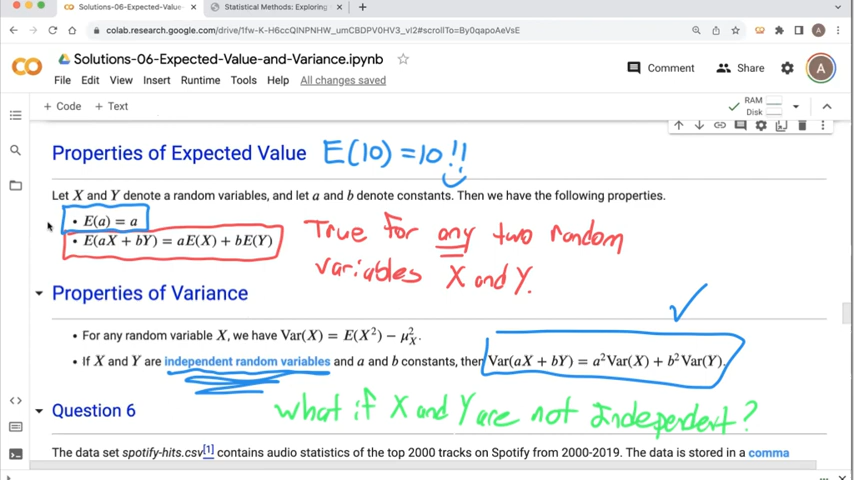 Solutions-06-Expected-Value-
Statistical Methods: Exploring
colab.research.google.com/drive/1fw-K-H6ccQINPNHW_umCBDPV0HV3_vl2#scrollTo=By0qapoAeVsE
Solutions-06-Expected-Value-and-Variance.ipynb
File Edit View Insert Runtime Tools Help All changes saved
Comment Share A
+ Code + Text
RAM
Disk
Properties of Expected Value E(10) = 10!!
Let X and Y denote a random variables, and let a and b denote constants. Then we have the following properties.
• E(a) = a
• E(aX + bY) = aE(X) + bE(Y)
True for any two random
variables X and Y.
Properties of Variance
• For any random variable X, we have Var(X) = E(X²) − μ²_X.
• If X and Y are independent random variables and a and b constants, then Var(aX + bY) = a²Var(X) + b²Var(Y).
what if X and Y are not Independent?
Question 6
The data set spotify-hits.csv[1] contains audio statistics of the top 2000 tracks on Spotify from 2000-2019. The data is stored in a comma